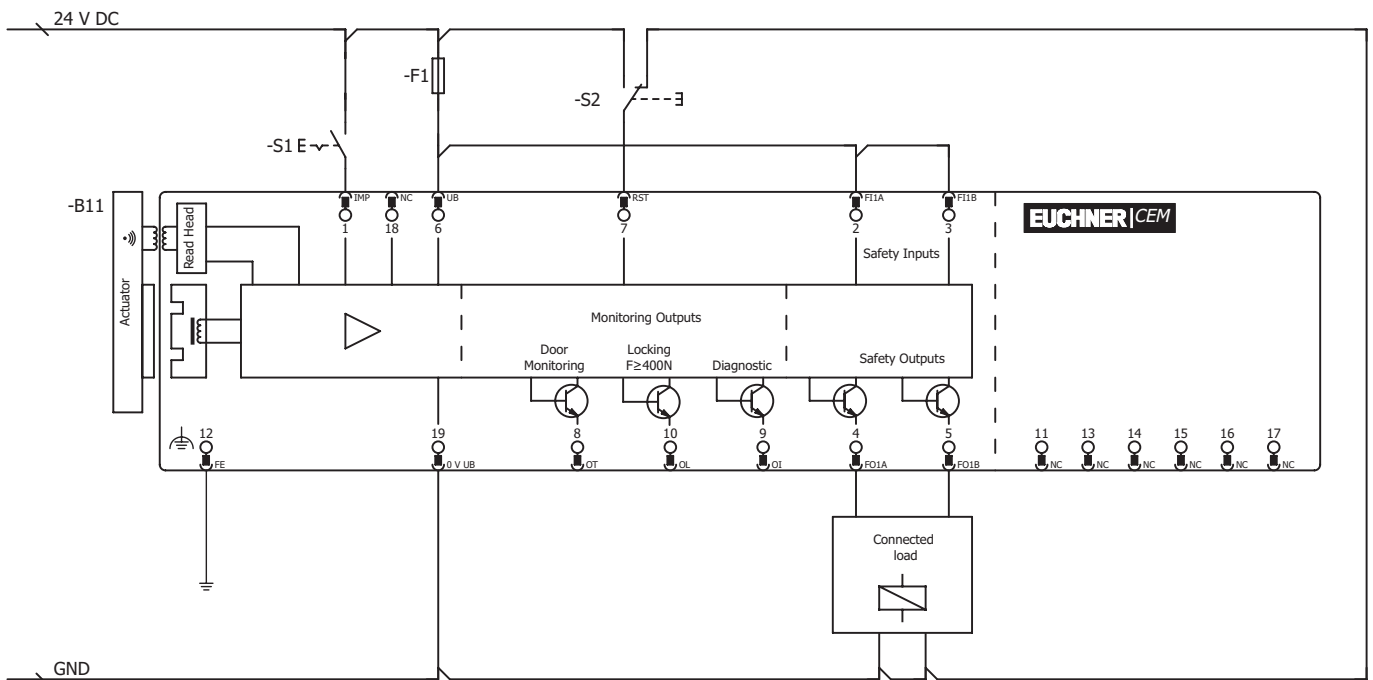 24 V DC
-F1
-S2
-S1
-B11
IMP
NC
UB
RST
FI1A
FI1B
1
18
6
7
2
3
EUCHNER CEM
Read Head
Safety Inputs
Actuator
Monitoring Outputs
Door
Monitoring
Locking
F≥400N
Diagnostic
Safety Outputs
12
19
8
10
9
4
5
11
13
14
15
16
17
FE
0 V UB
OT
OL
OI
FO1A
FO1B
NC
NC
NC
NC
NC
NC
Connected
load
GND